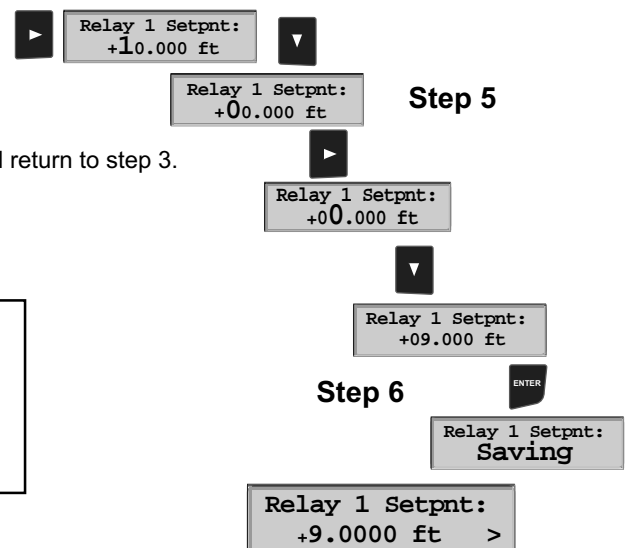 Relay 1 Setpnt:
+10.000 ft
Relay 1 Setpnt:
+00.000 ft
Step 5
return to step 3.
Relay 1 Setpnt:
+00.000 ft
Relay 1 Setpnt:
+09.000 ft
Step 6
ENTER
Relay 1 Setpnt:
Saving
Relay 1 Setpnt:
+9.0000 ft >